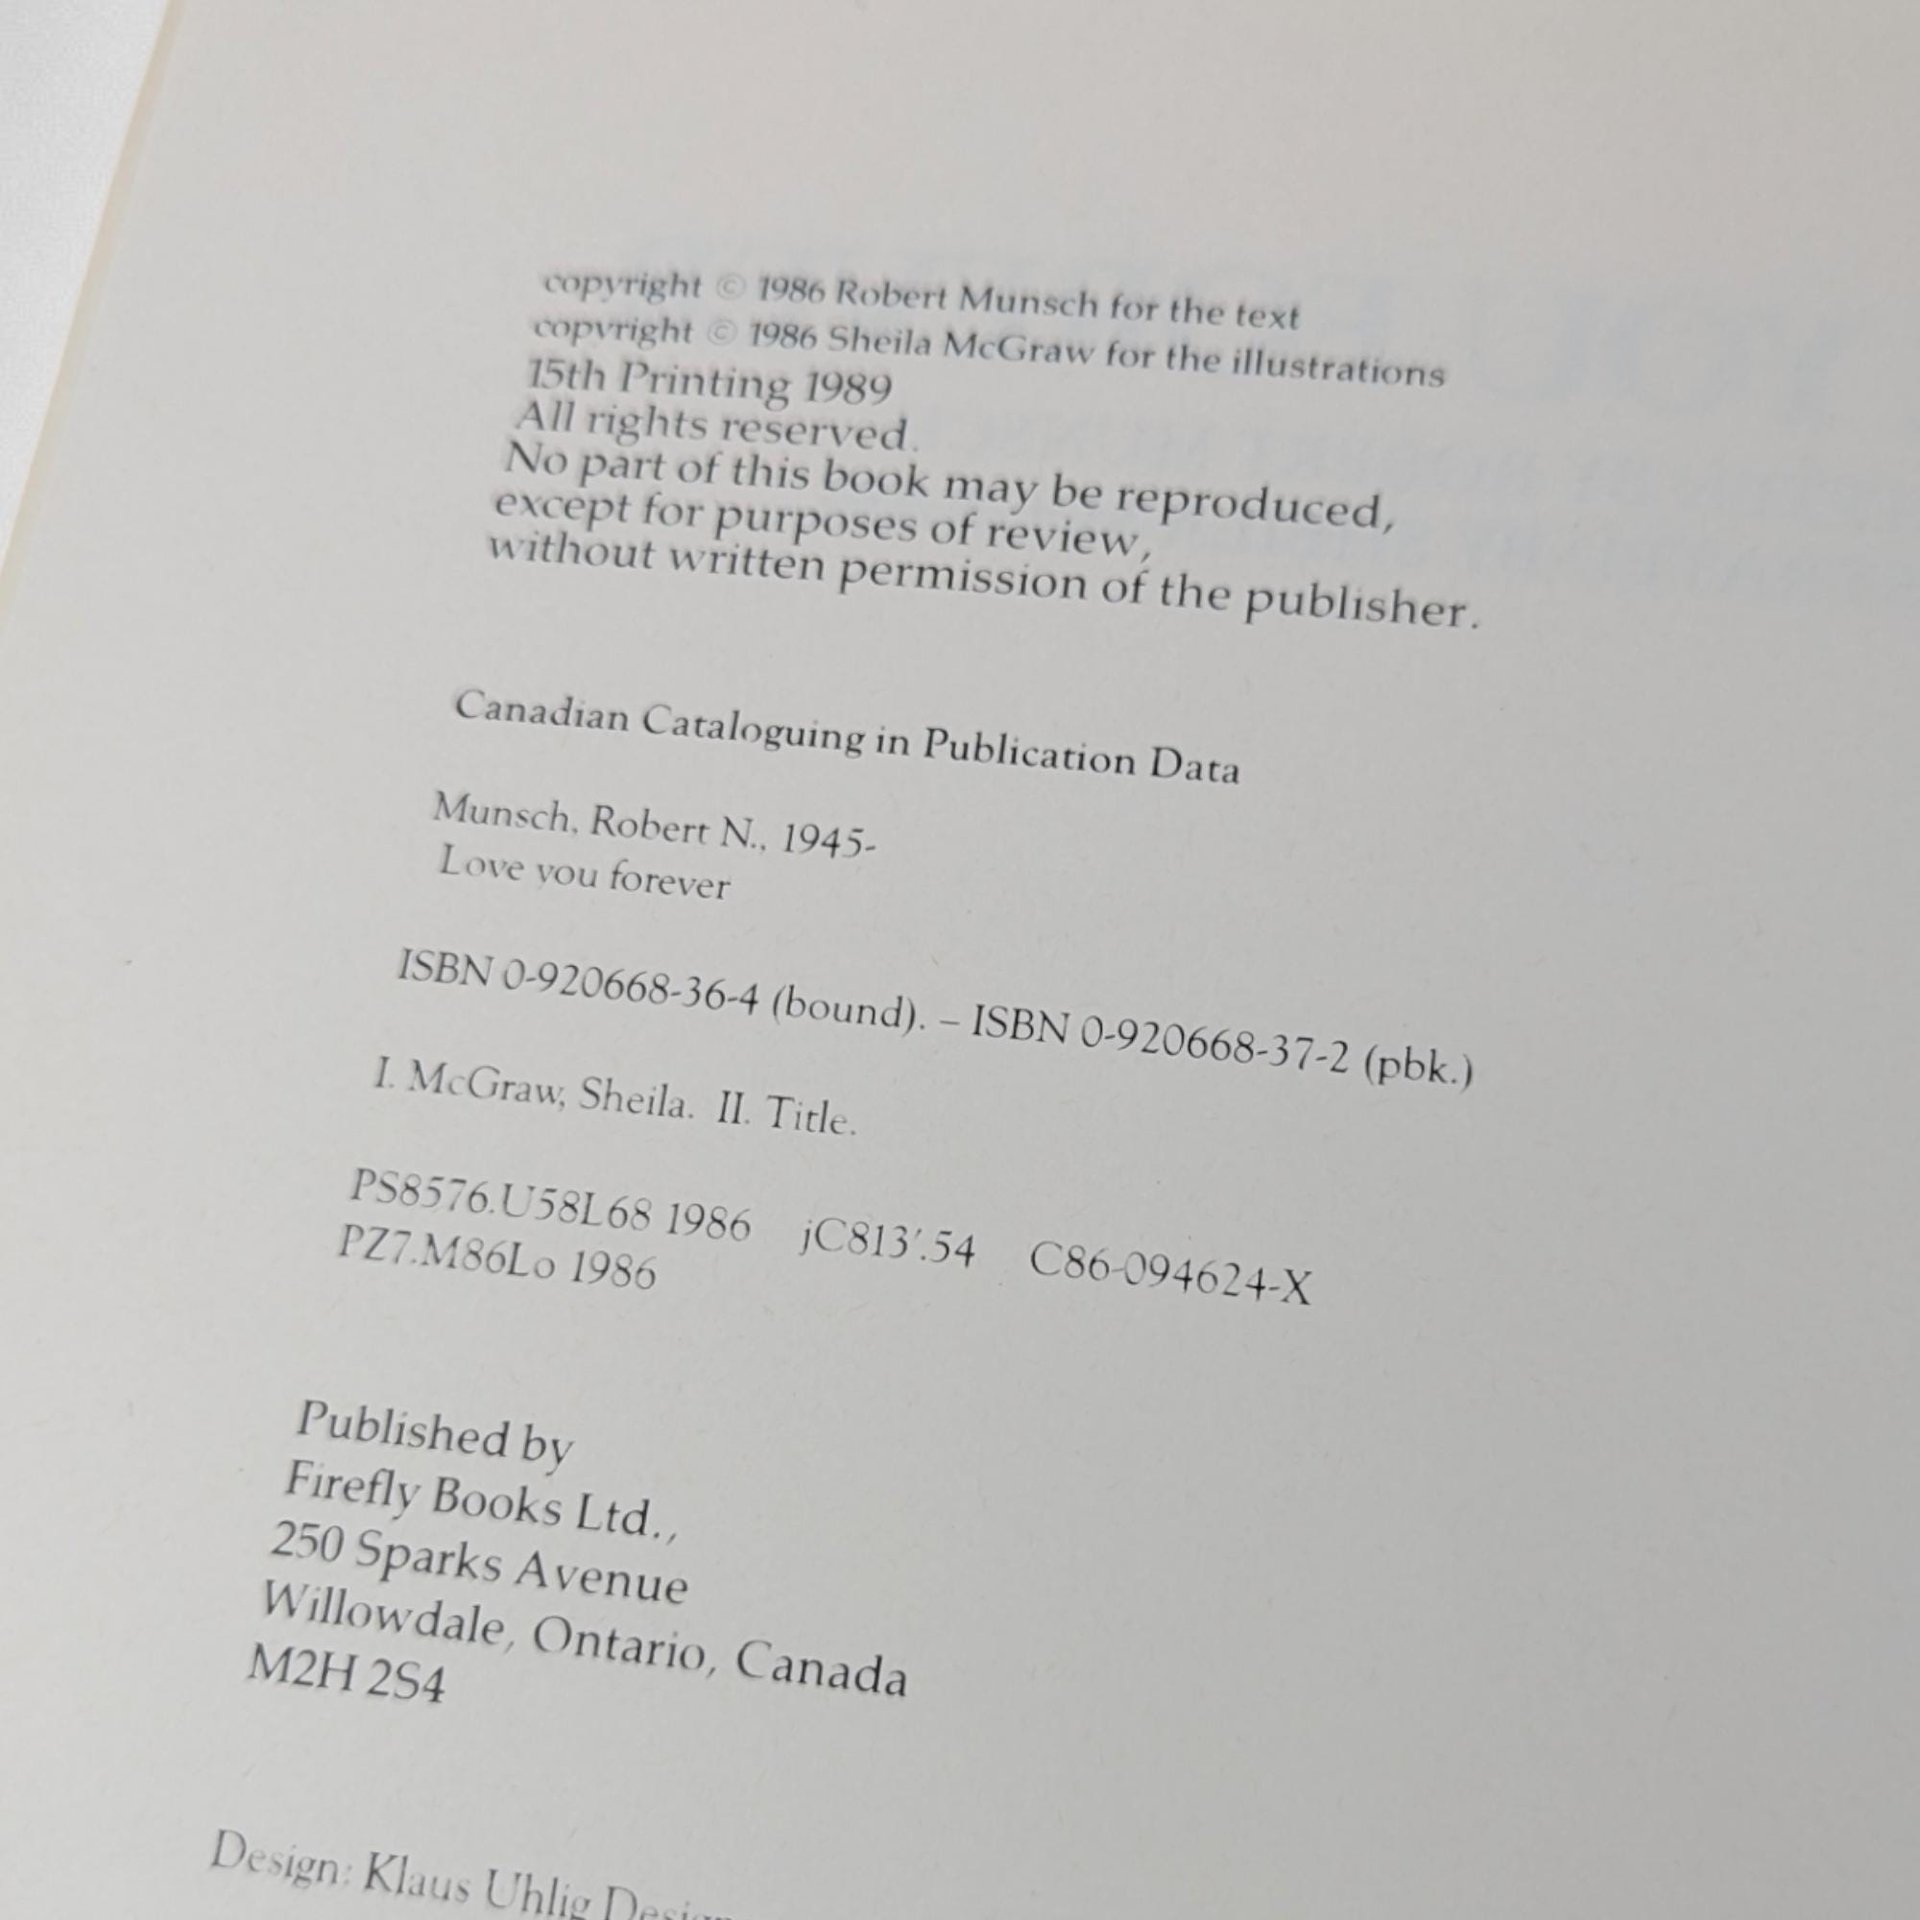 copyright © 1986 Robert Munsch for the text
copyright © 1986 Sheila McGraw for the illustrations
15th Printing 1989
All rights reserved.
No part of this book may be reproduced,
except for purposes of review,
without written permission of the publisher.
Canadian Cataloguing in Publication Data
Munsch, Robert N., 1945-
Love you forever
ISBN 0-920668-36-4 (bound). – ISBN 0-920668-37-2 (pbk.)
I. McGraw, Sheila. II. Title.
PS8576.U58L68 1986 jC813'.54 C86-094624-X
PZ7.M86Lo 1986
Published by
Firefly Books Ltd.,
250 Sparks Avenue
Willowdale, Ontario, Canada
M2H 2S4
Design: Klaus Uhlig